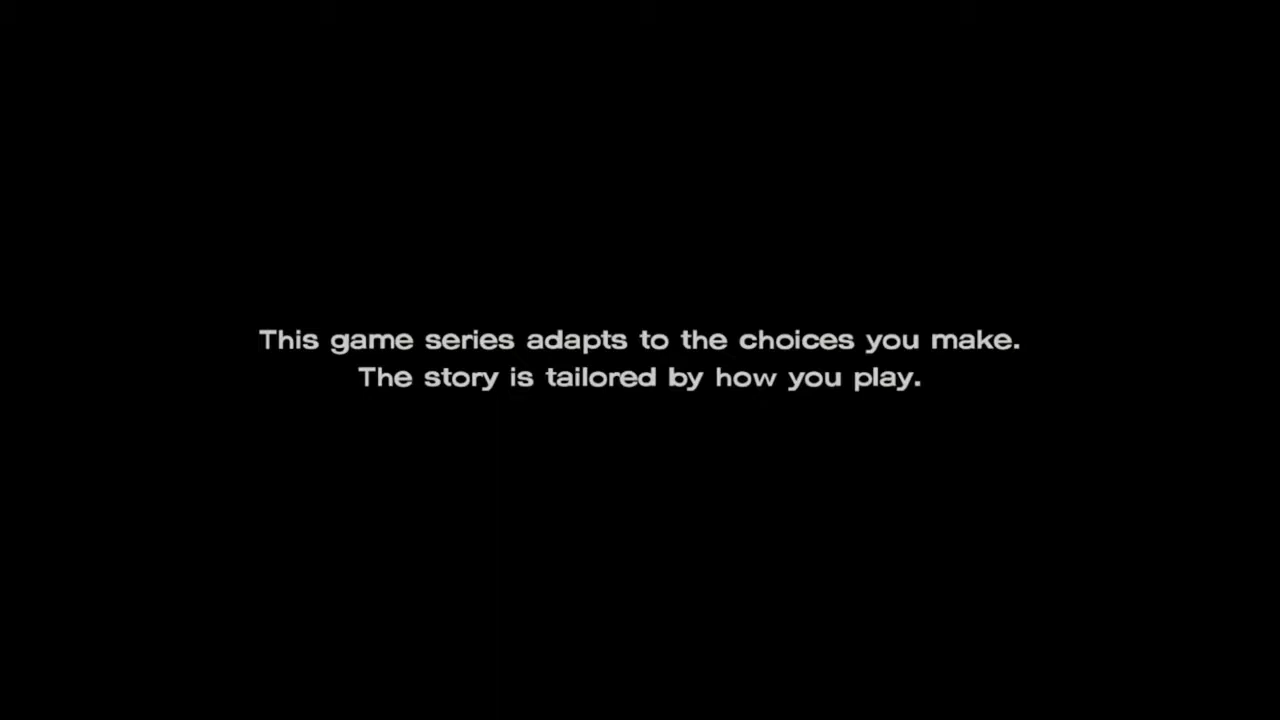 This game series adapts to the choices you make.
The story is tailored by how you play.